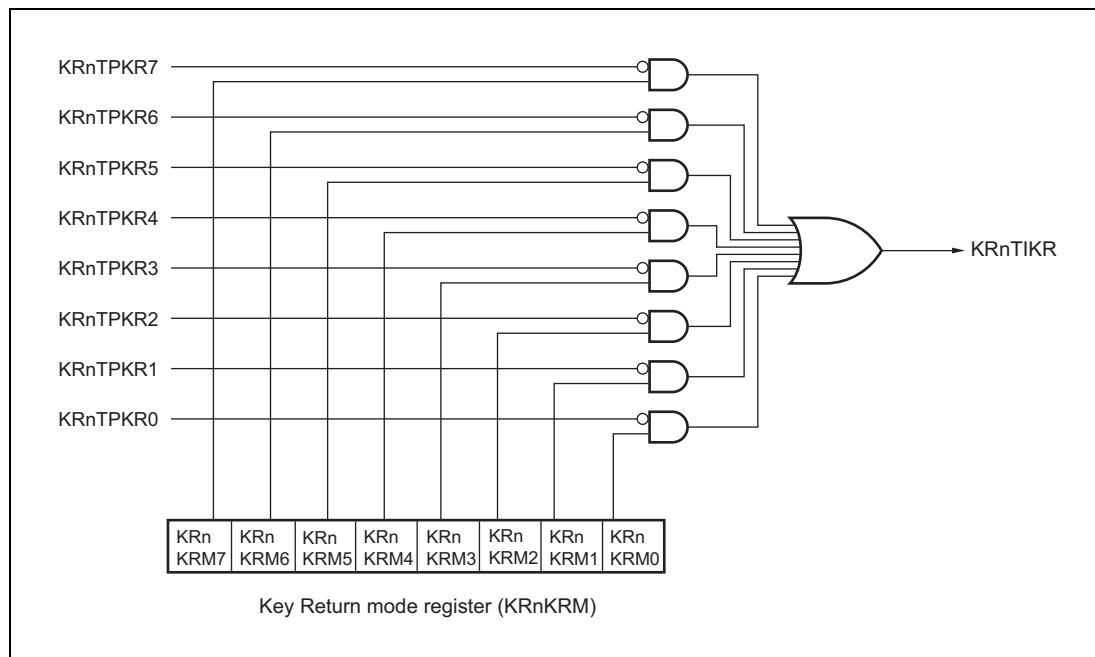 KRnTPKR7
KRnTPKR6
KRnTPKR5
KRnTPKR4
KRnTPKR3
KRnTPKR2
KRnTPKR1
KRnTPKR0
KRnTIKR
KRn KRn KRn KRn KRn KRn KRn KRn
KRM7 KRM6 KRM5 KRM4 KRM3 KRM2 KRM1 KRM0
Key Return mode register (KRnKRM)